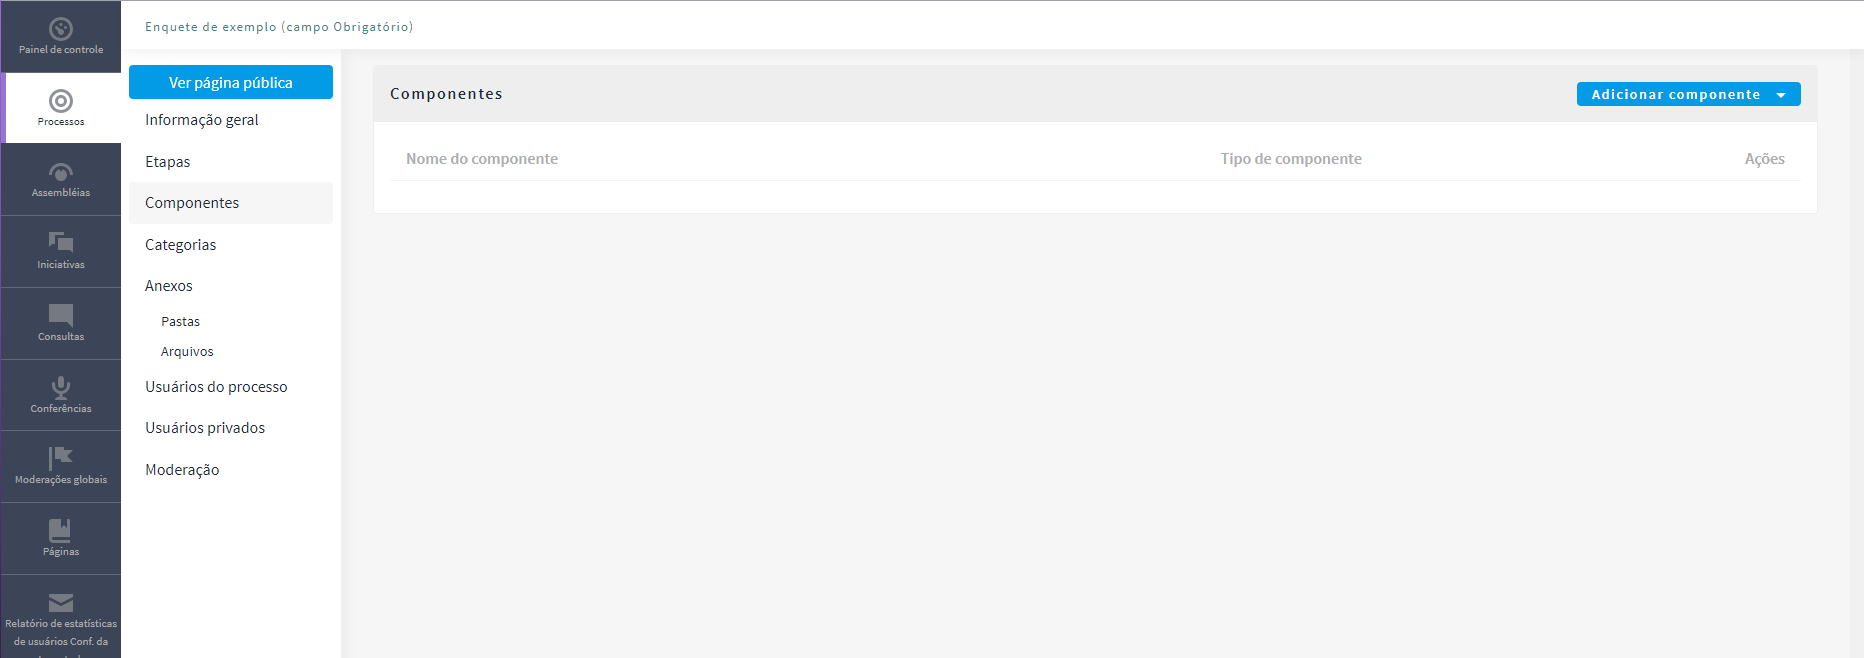 Painel de controle
Processos
Assembléias
Iniciativas
Consultas
Conferências
Moderações globais
Páginas
Relatório de estatísticas
de usuários Conf. da
Enquete de exemplo (campo Obrigatório)
Ver página pública
Informação geral
Etapas
Componentes
Categorias
Anexos
Pastas
Arquivos
Usuários do processo
Usuários privados
Moderação
Componentes
Adicionar componente
Nome do componente Tipo de componente Ações